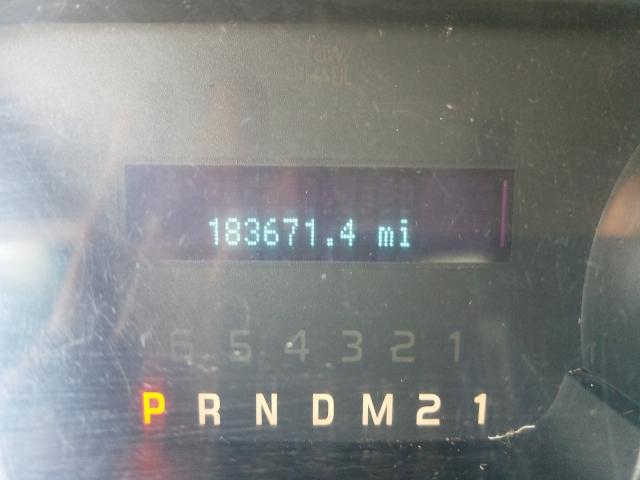 TOW/
HAUL
183671.4 mi
6 5 4 3 2 1
P R N D M 2 1